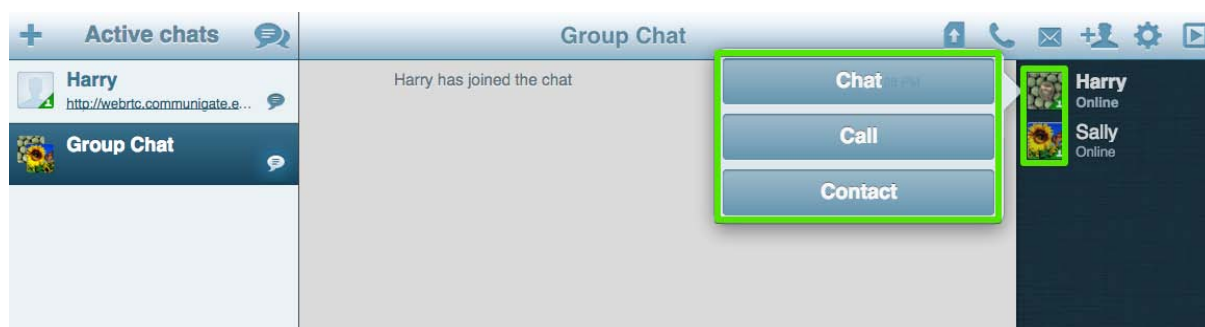 Active chats
Group Chat
Harry
http://webrtc.communigate.e...
Group Chat
Harry has joined the chat
Chat
Call
Contact
Harry
Online
Sally
Online